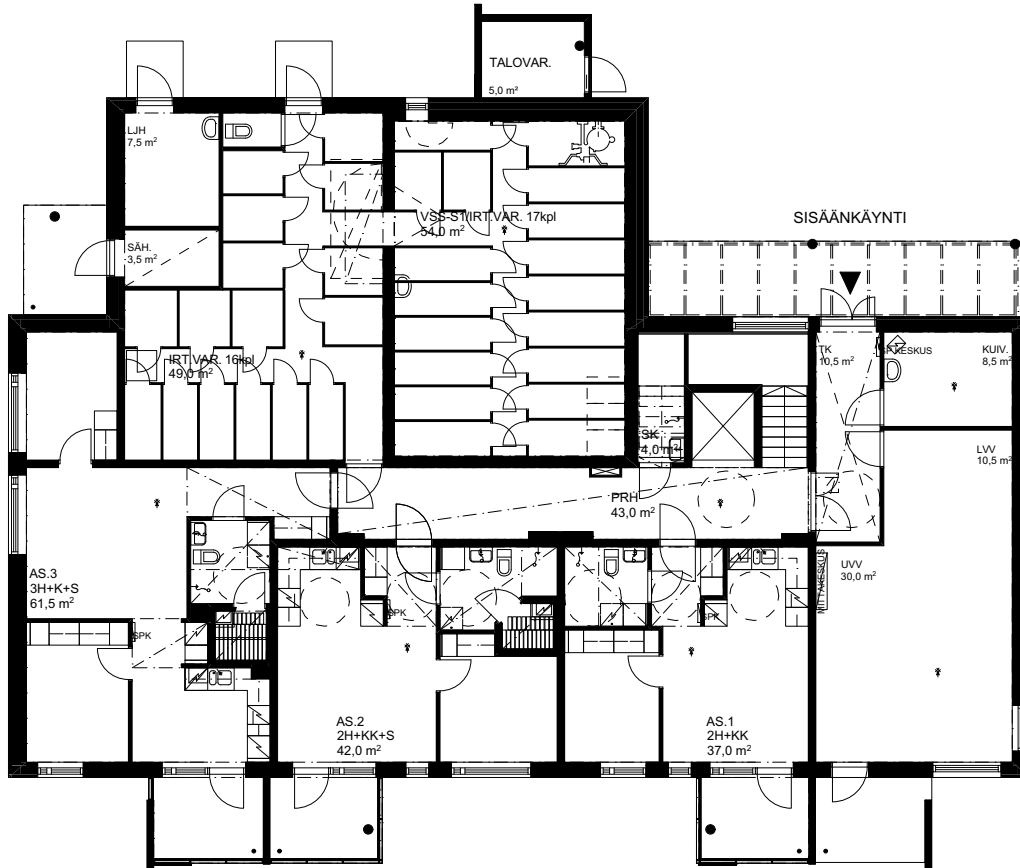 TALOVAR.
5,0 m²
LJH
7,5 m²
VSS-S1/IRT.VAR. 17kpl
54,0 m²
SISÄÄNKÄYNTI
SÄH.
3,5 m²
IRT.VAR. 16kpl
49,0 m²
TK
10,5 m²
SP.KESKUS
KUIV.
8,5 m²
SK
4,0 m²
LVV
10,5 m²
PRH
43,0 m²
AS.3
3H+K+S
61,5 m²
UVV
30,0 m²
MITTAKESKUS
SPK
SPK
SPK
AS.2
2H+KK+S
42,0 m²
AS.1
2H+KK
37,0 m²